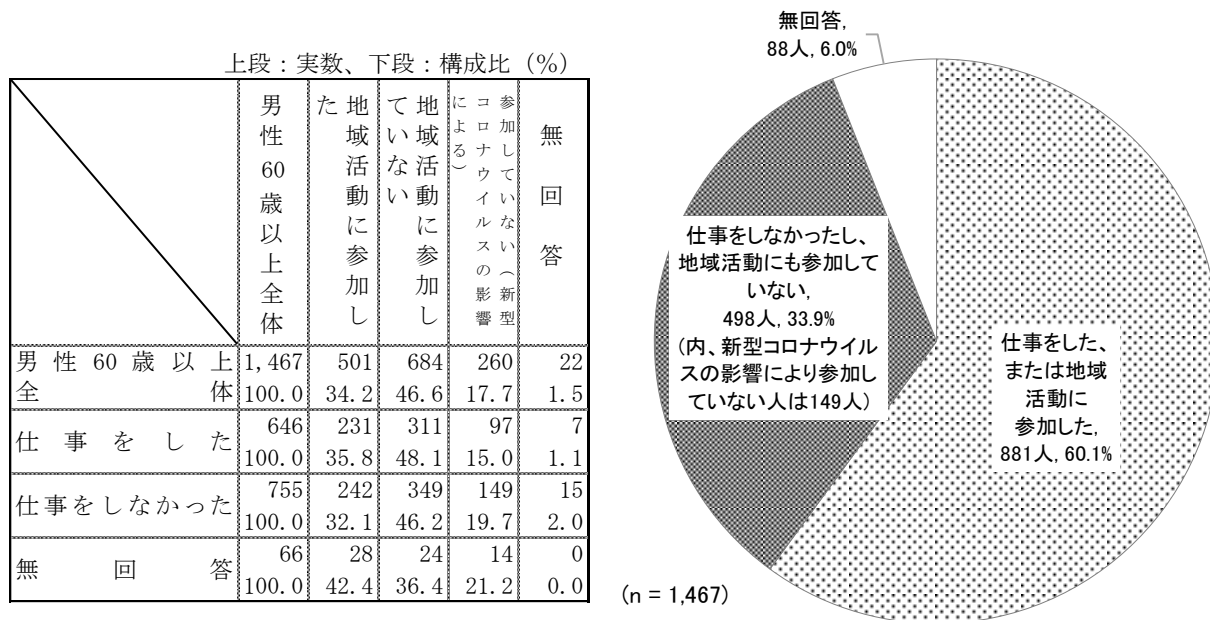 上段：実数、下段：構成比（%）
男性60歳以上全体
地域活動に参加し
た
地域活動に参加し
ていない
参加していない（新型
コロナウイルスの影響
による）
無回答
男性60歳以上 1,467 501 684 260 22
全体 100.0 34.2 46.6 17.7 1.5
仕事をした 646 231 311 97 7
100.0 35.8 48.1 15.0 1.1
仕事をしなかった 755 242 349 149 15
100.0 32.1 46.2 19.7 2.0
無回答 66 28 24 14 0
100.0 42.4 36.4 21.2 0.0
無回答,
88人, 6.0%
仕事をしなかったし、
地域活動にも参加して
いない,
498人, 33.9%
(内、新型コロナウイル
スの影響により参加し
ていない人は149人)
仕事をした、
または地域
活動に
参加した,
881人, 60.1%
(n = 1,467)